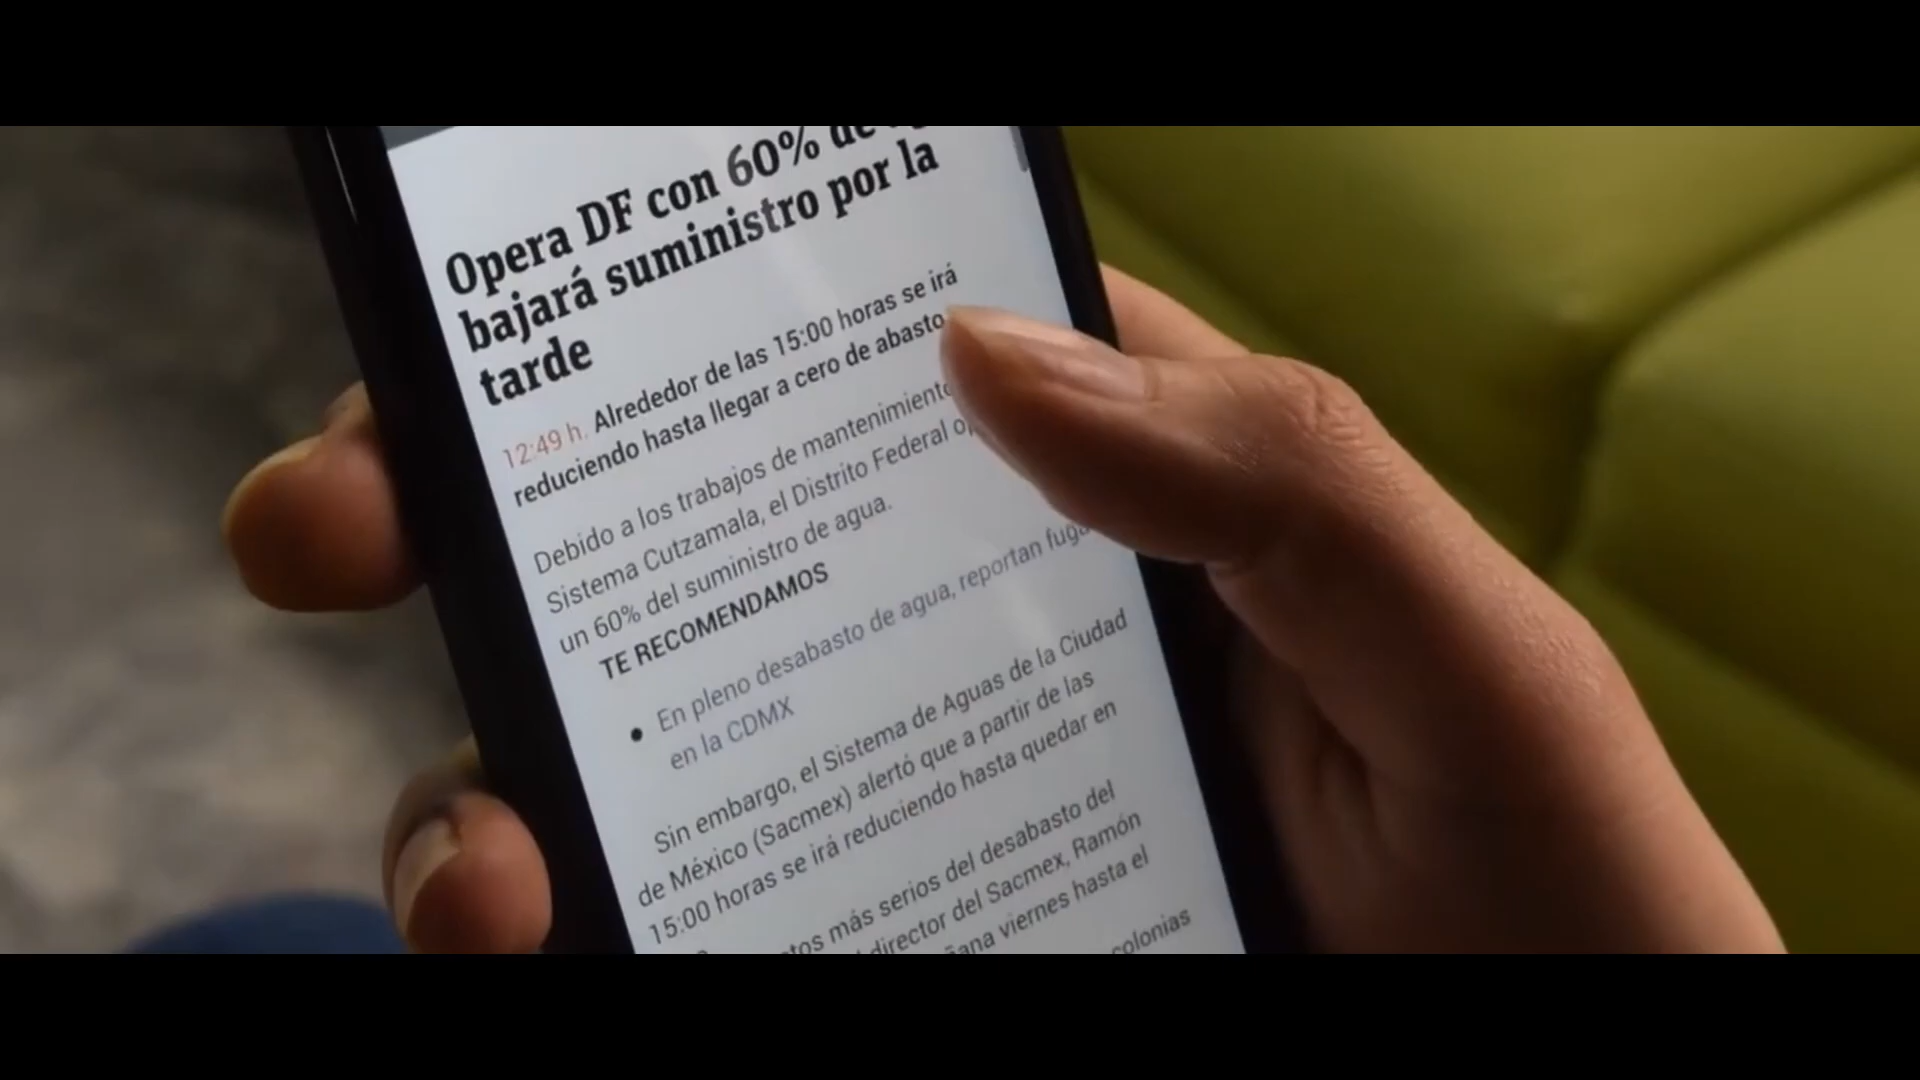 Opera DF con 60% de
bajará suministro por la
tarde
12:49 h. Alrededor de las 15:00 horas se irá
reduciendo hasta llegar a cero de abasto
Debido a los trabajos de mantenimiento
Sistema Cutzamala, el Distrito Federal
un 60% del suministro de agua.
TE RECOMENDAMOS
• En pleno desabasto de agua, reportan
en la CDMX
Sin embargo, el Sistema de Aguas de la Ciudad
de México (Sacmex) alertó que a partir de las
15:00 horas se irá reduciendo hasta quedar en
más serios del desabasto del
director del Sacmex, Ramón
viernes hasta el
colonias